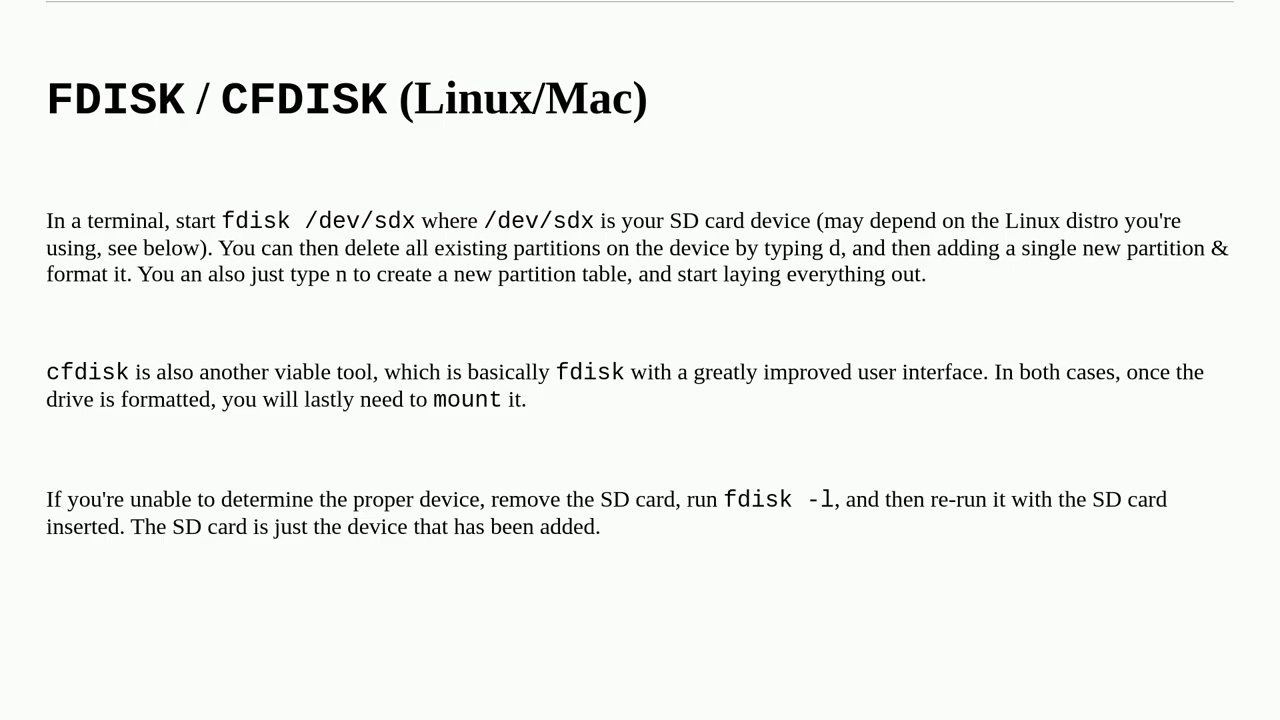 FDISK / CFDISK (Linux/Mac)
In a terminal, start fdisk /dev/sdx where /dev/sdx is your SD card device (may depend on the Linux distro you're
using, see below). You can then delete all existing partitions on the device by typing d, and then adding a single new partition &
format it. You an also just type n to create a new partition table, and start laying everything out.
cfdisk is also another viable tool, which is basically fdisk with a greatly improved user interface. In both cases, once the
drive is formatted, you will lastly need to mount it.
If you're unable to determine the proper device, remove the SD card, run fdisk -l, and then re-run it with the SD card
inserted. The SD card is just the device that has been added.